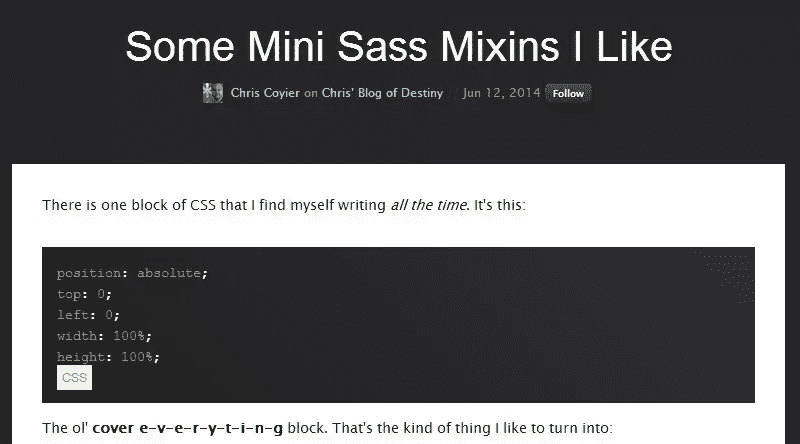 Some Mini Sass Mixins I Like
Chris Coyier on Chris' Blog of Destiny // Jun 12, 2014 Follow
There is one block of CSS that I find myself writing all the time. It's this:
position: absolute;
top: 0;
left: 0;
width: 100%;
height: 100%;
CSS
The ol' cover e-v-e-r-y-t-i-n-g block. That's the kind of thing I like to turn into: